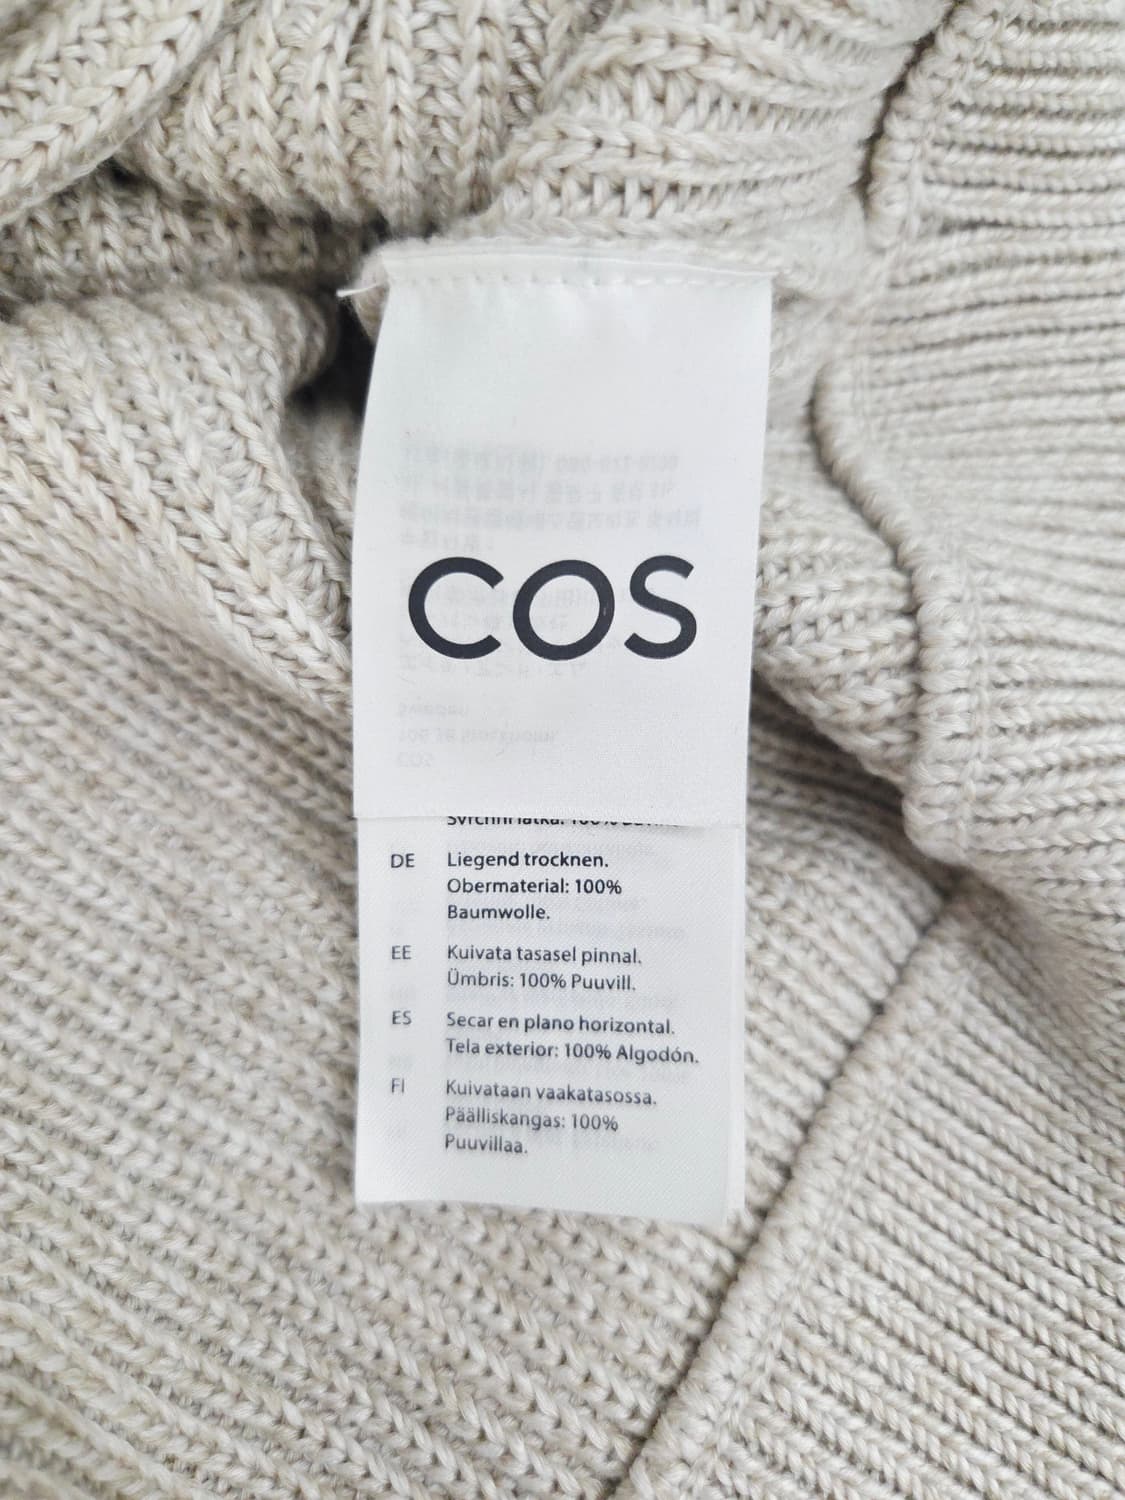 COS
DE Liegend trocknen.
Obermaterial: 100%
Baumwolle.
EE Kuivata tasasel pinnal.
Ümbris: 100% Puuvill.
ES Secar en plano horizontal.
Tela exterior: 100% Algodón.
FI Kuivataan vaakatasossa.
Päälliskangas: 100%
Puuvillaa.